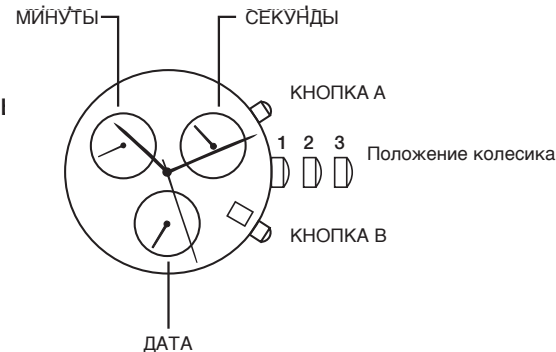 МИНУТЫ СЕКУНДЫ
КНОПКА A
1 2 3
Положение колесика
КНОПКА B
ДАТА